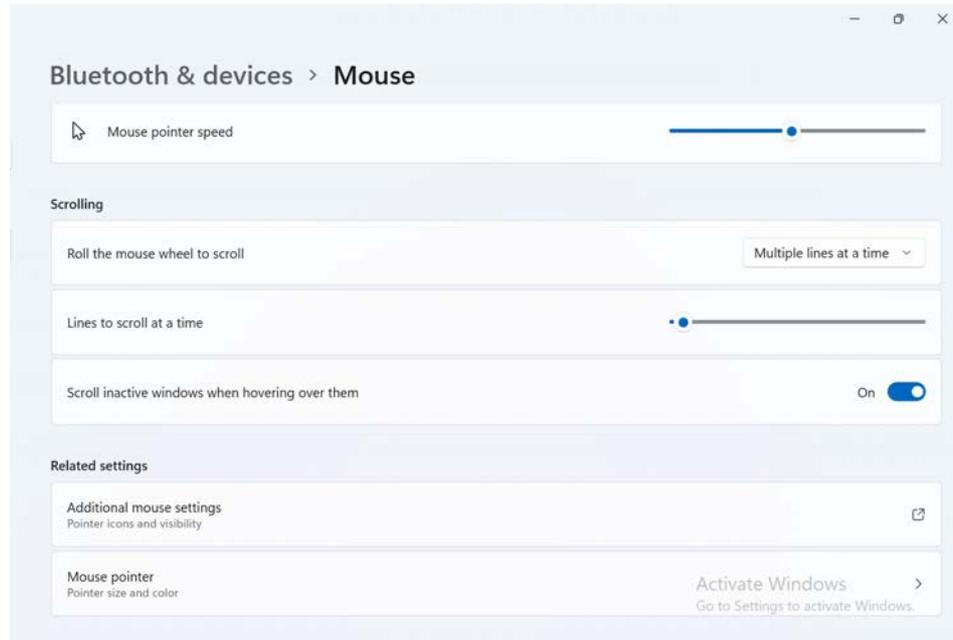 Bluetooth & devices > Mouse
Mouse pointer speed
Scrolling
Roll the mouse wheel to scroll
Multiple lines at a time
Lines to scroll at a time
Scroll inactive windows when hovering over them
On
Related settings
Additional mouse settings
Pointer icons and visibility
Mouse pointer
Pointer size and color
Activate Windows
Go to Settings to activate Windows.